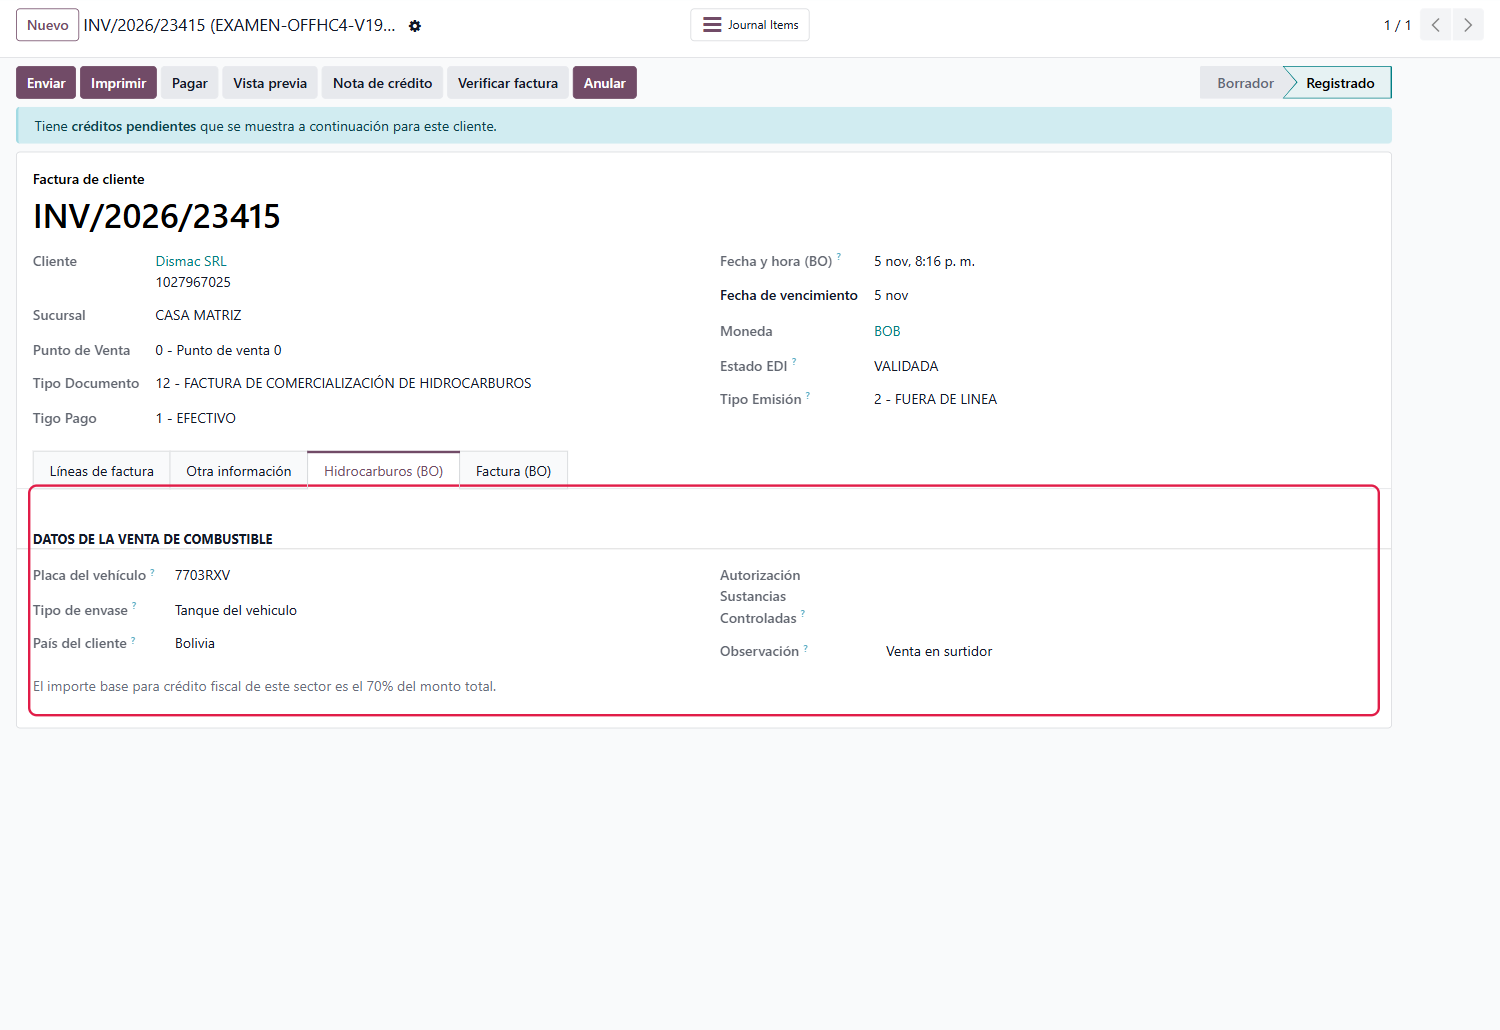 Nuevo INV/2026/23415 (EXAMEN-OFFHC4-V19... Journal Items 1 / 1
Enviar Imprimir Pagar Vista previa Nota de crédito Verificar factura Anular Borrador Registrado
Tiene créditos pendientes que se muestra a continuación para este cliente.
Factura de cliente
INV/2026/23415
Cliente Dismac SRL
1027967025
Sucursal CASA MATRIZ
Punto de Venta 0 - Punto de venta 0
Tipo Documento 12 - FACTURA DE COMERCIALIZACIÓN DE HIDROCARBUROS
Tigo Pago 1 - EFECTIVO
Fecha y hora (BO) ? 5 nov, 8:16 p. m.
Fecha de vencimiento 5 nov
Moneda BOB
Estado EDI ? VALIDADA
Tipo Emisión ? 2 - FUERA DE LINEA
Líneas de factura Otra información Hidrocarburos (BO) Factura (BO)
DATOS DE LA VENTA DE COMBUSTIBLE
Placa del vehículo ? 7703RXV
Tipo de envase ? Tanque del vehiculo
País del cliente ? Bolivia
Autorización
Sustancias
Controladas ?
Observación ? Venta en surtidor
El importe base para crédito fiscal de este sector es el 70% del monto total.